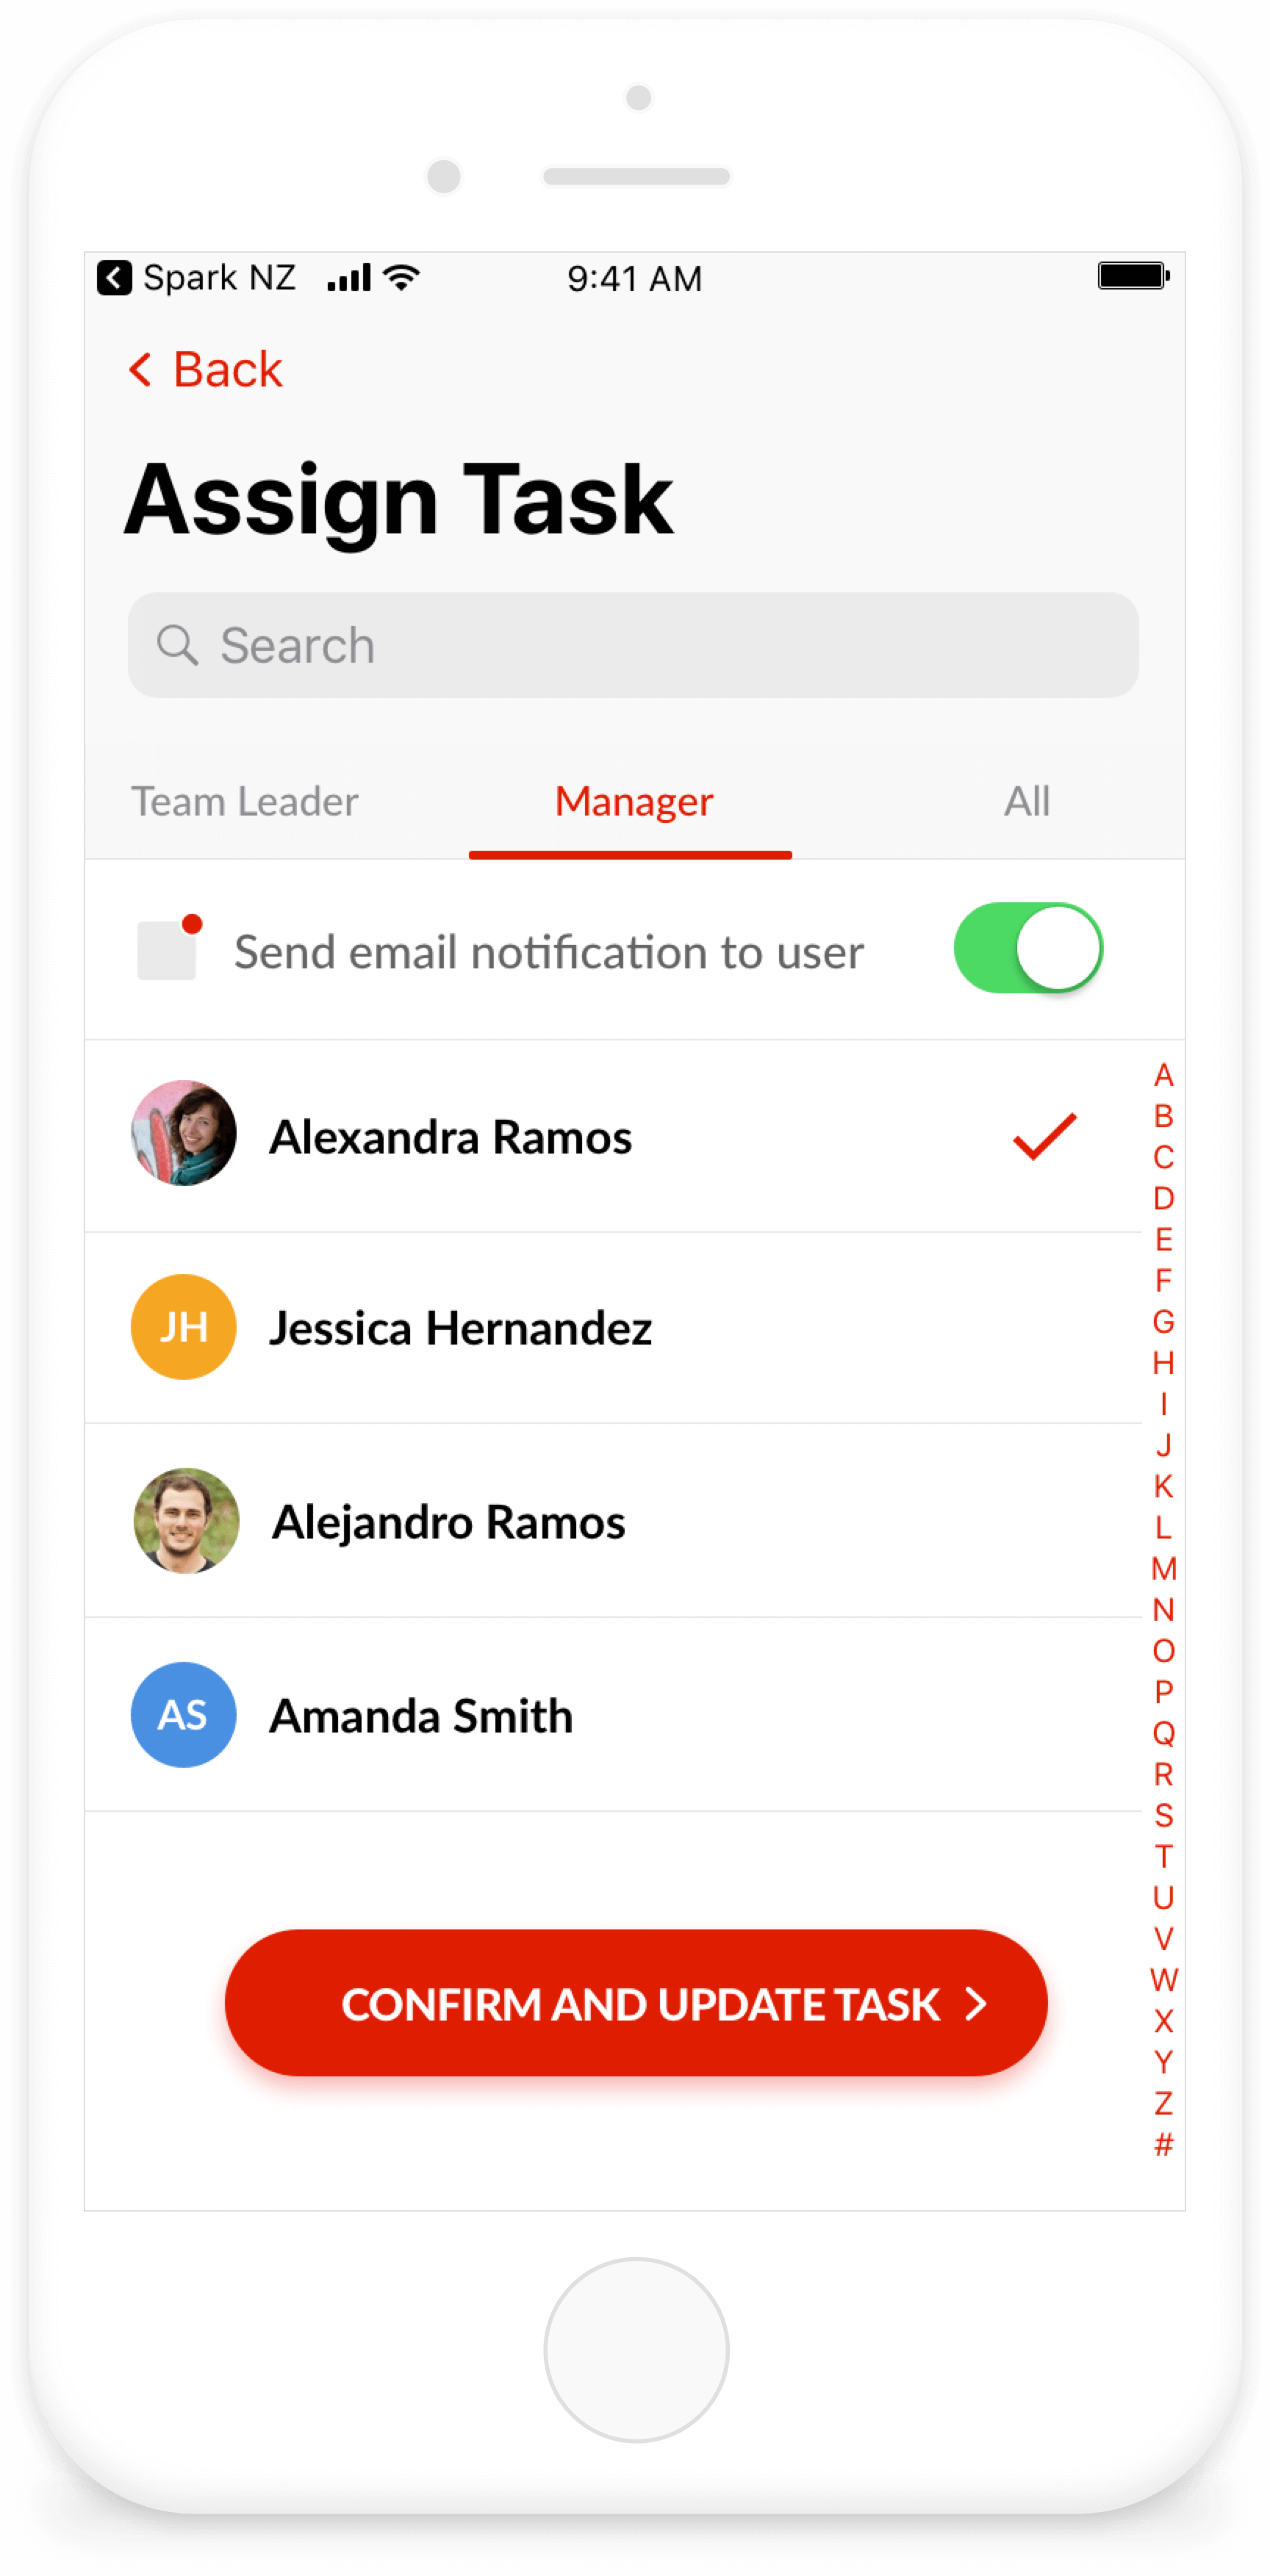 Spark NZ 9:41 AM
Back
Assign Task
Search
Team Leader Manager All
Send email notification to user
Alexandra Ramos
JH Jessica Hernandez
Alejandro Ramos
AS Amanda Smith
CONFIRM AND UPDATE TASK
A
B
C
D
E
F
G
H
I
J
K
L
M
N
O
P
Q
R
S
T
U
V
W
X
Y
Z
#